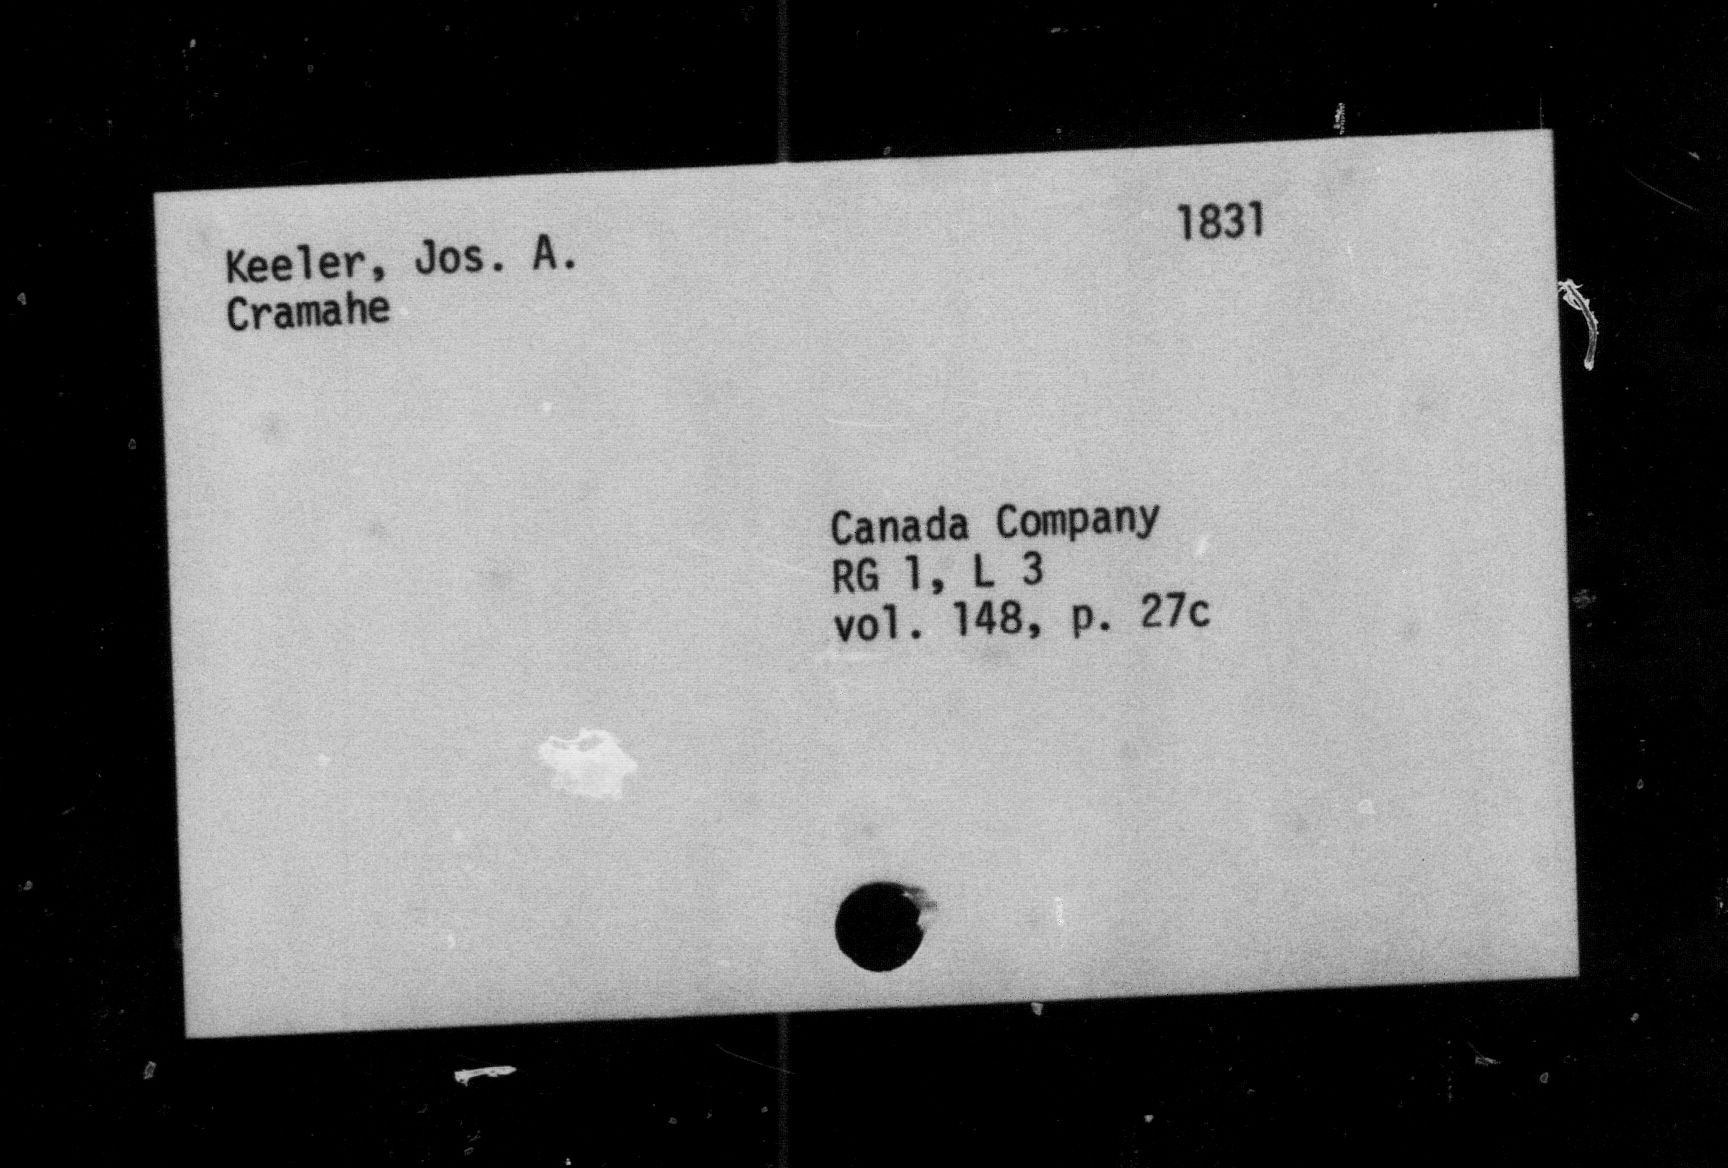 Keeler, Jos. A.
Cramahe
1831
Canada Company
RG 1, L 3
vol. 148, p. 27c